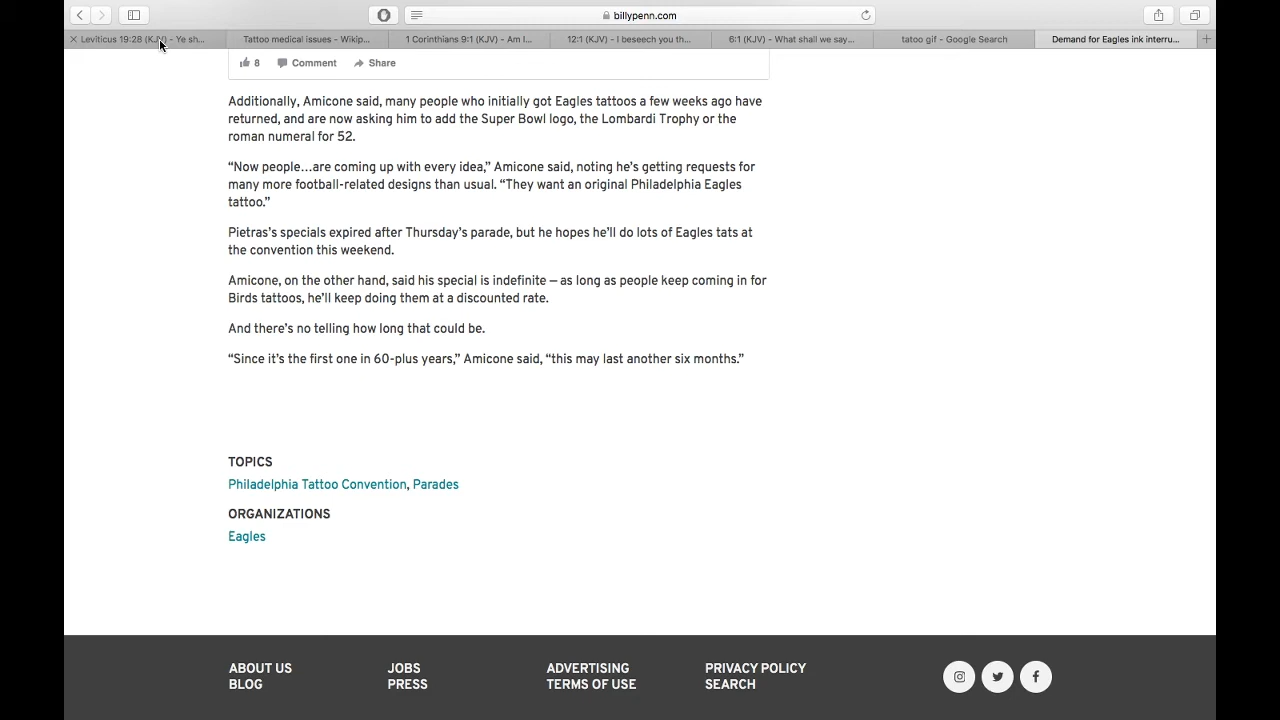 billypenn.com
Leviticus 19:28 (KJV) - Ye sh...
Tattoo medical issues - Wikip...
1 Corinthians 9:1 (KJV) - Am I...
12:1 (KJV) - I beseech you th...
6:1 (KJV) - What shall we say...
tatoo gif - Google Search
Demand for Eagles ink interru...
8 Comment Share
Additionally, Amicone said, many people who initially got Eagles tattoos a few weeks ago have
returned, and are now asking him to add the Super Bowl logo, the Lombardi Trophy or the
roman numeral for 52.
“Now people…are coming up with every idea,” Amicone said, noting he’s getting requests for
many more football-related designs than usual. “They want an original Philadelphia Eagles
tattoo.”
Pietras’s specials expired after Thursday’s parade, but he hopes he’ll do lots of Eagles tats at
the convention this weekend.
Amicone, on the other hand, said his special is indefinite — as long as people keep coming in for
Birds tattoos, he’ll keep doing them at a discounted rate.
And there’s no telling how long that could be.
“Since it’s the first one in 60-plus years,” Amicone said, “this may last another six months.”
TOPICS
Philadelphia Tattoo Convention, Parades
ORGANIZATIONS
Eagles
ABOUT US
BLOG
JOBS
PRESS
ADVERTISING
TERMS OF USE
PRIVACY POLICY
SEARCH